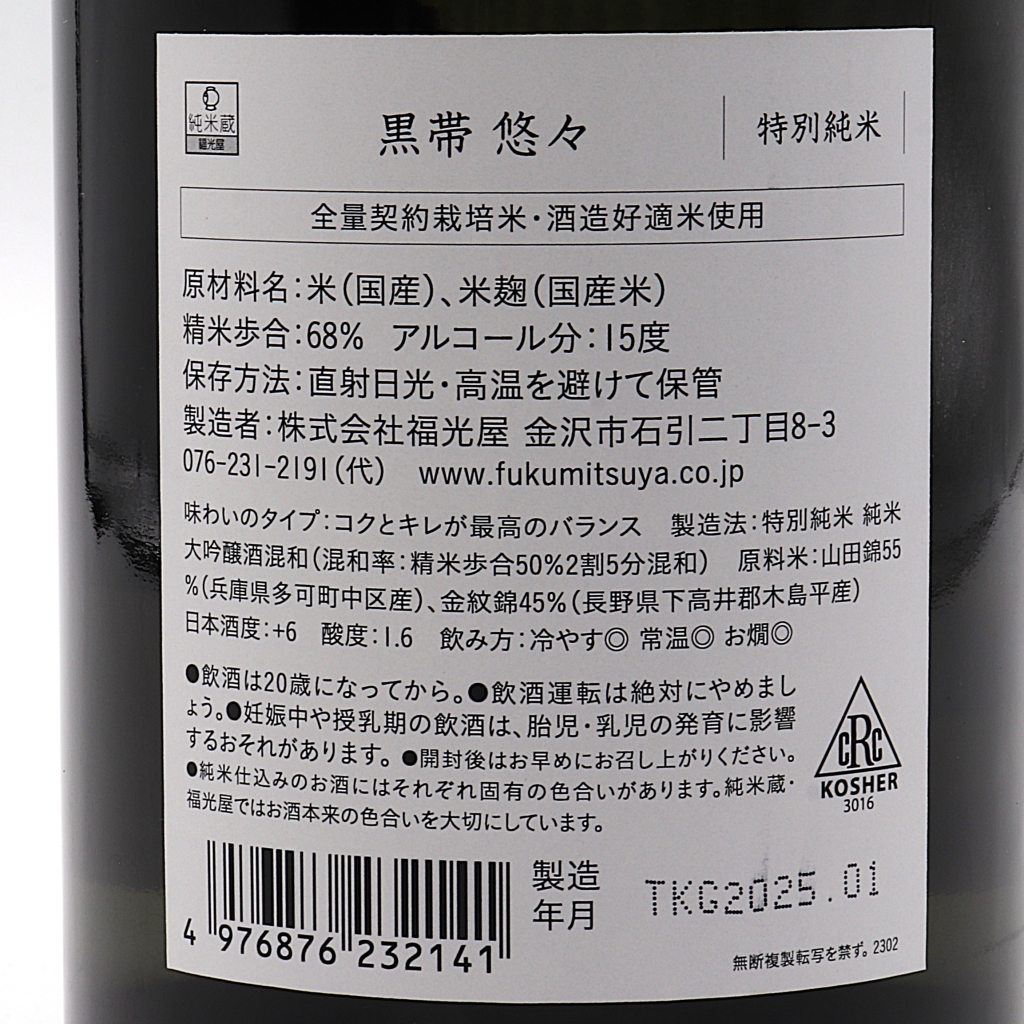 純米蔵
福光屋
黒帯 悠々
特別純米
全量契約栽培米・酒造好適米使用
原材料名：米（国産）、米麹（国産米）
精米歩合：68% アルコール分：15度
保存方法：直射日光・高温を避けて保管
製造者：株式会社福光屋 金沢市石引二丁目8-3
076-231-2191（代） www.fukumitsuya.co.jp
味わいのタイプ：コクとキレが最高のバランス 製造法：特別純米 純米
大吟醸酒混和（混和率：精米歩合50%2割5分混和） 原料米：山田錦55
%（兵庫県多可町中区産）、金紋錦45%（長野県下高井郡木島平産）
日本酒度：+6 酸度：1.6 飲み方：冷やす◎ 常温◎ お燗◎
●飲酒は20歳になってから。●飲酒運転は絶対にやめまし
ょう。●妊娠中や授乳期の飲酒は、胎児・乳児の発育に影響
するおそれがあります。 ●開封後はお早めにお召し上がりください。
●純米仕込みのお酒にはそれぞれ固有の色合いがあります。純米蔵・
福光屋ではお酒本来の色合いを大切にしています。
CRC
KOSHER
3016
4 976876 232141
製造
年月
TKG2025.01
無断複製転写を禁ず。2302